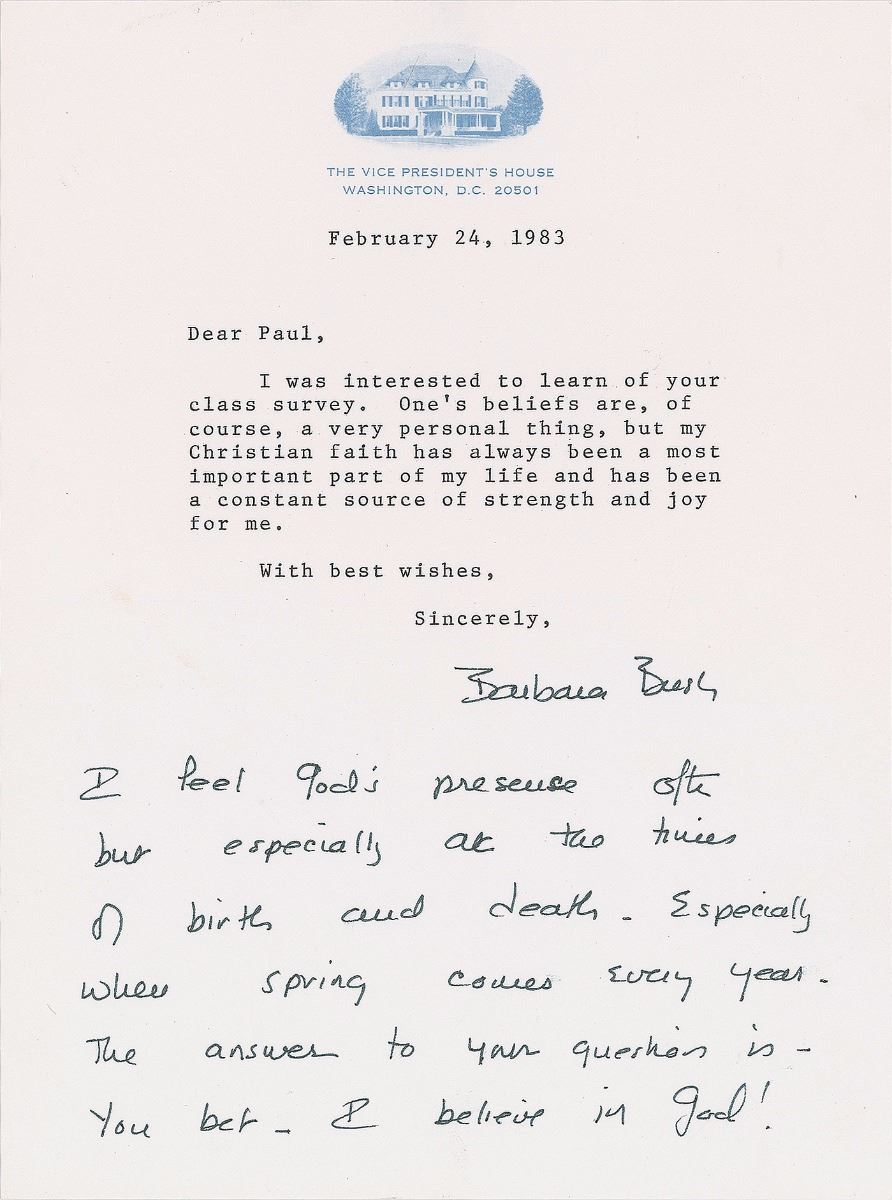 THE VICE PRESIDENT'S HOUSE
WASHINGTON, D.C. 20501
February 24, 1983
Dear Paul,
I was interested to learn of your
class survey. One's beliefs are, of
course, a very personal thing, but my
Christian faith has always been a most
important part of my life and has been
a constant source of strength and joy
for me.
With best wishes,
Sincerely,
Barbara Bush
I feel God's presense often
but especially at the times
of birth and death - Especially
when spring comes every year.
The answer to your question is -
You bet - I believe in God!